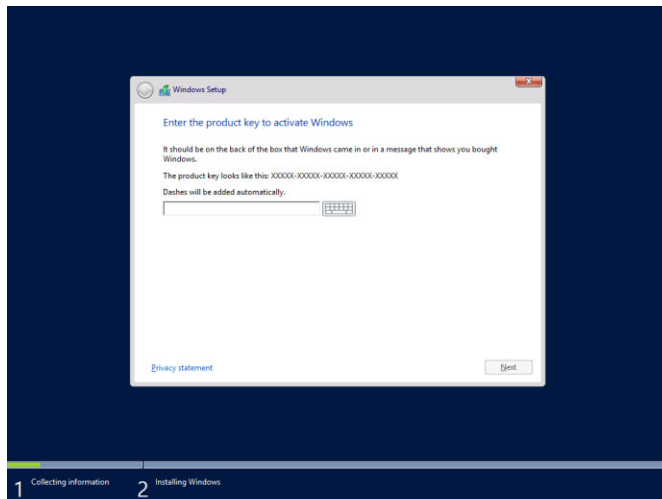 Windows Setup
Enter the product key to activate Windows
It should be on the back of the box that Windows came in or in a message that shows you bought
Windows.
The product key looks like this: XXXXX-XXXXX-XXXXX-XXXXX-XXXXX
Dashes will be added automatically.
Privacy statement
Next
1 Collecting information
2 Installing Windows